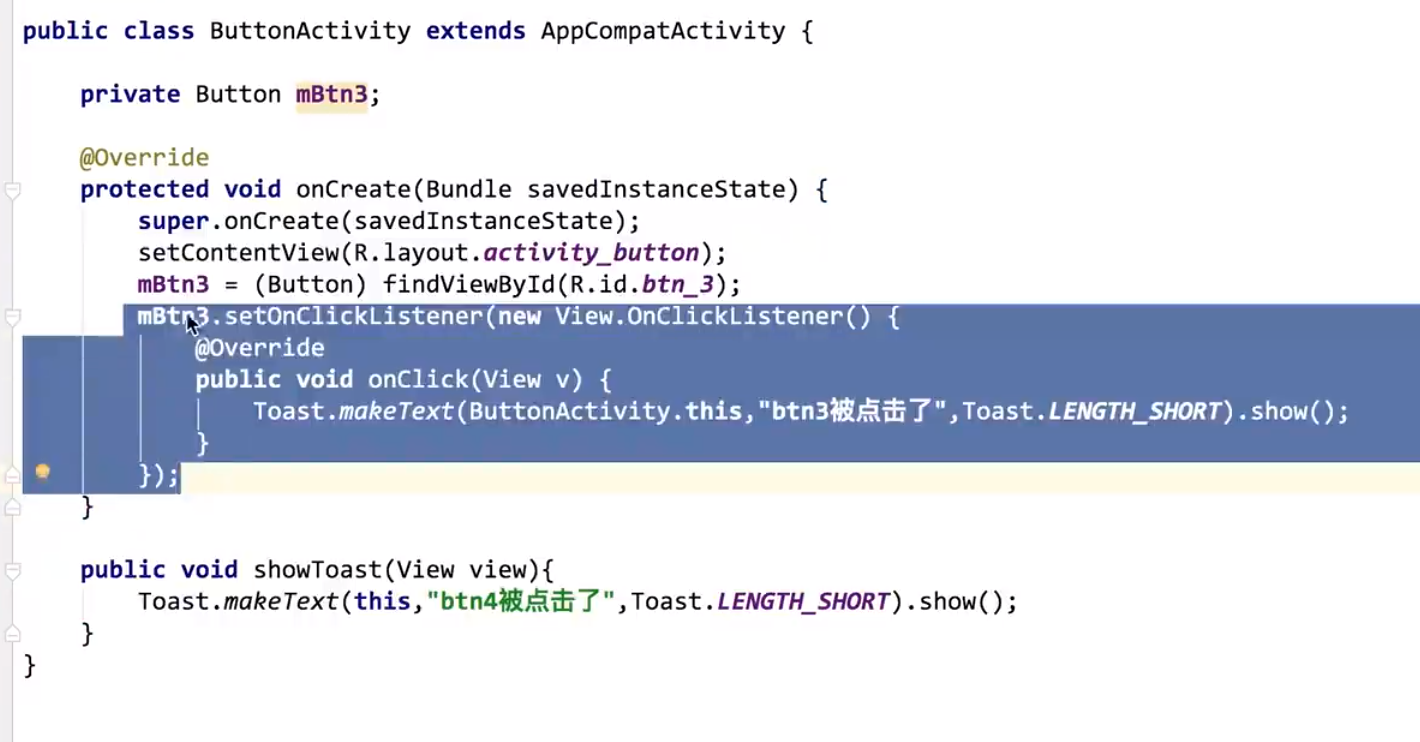 public class ButtonActivity extends AppCompatActivity {
private Button mBtn3;
@Override
protected void onCreate(Bundle savedInstanceState) {
super.onCreate(savedInstanceState);
setContentView(R.layout.activity_button);
mBtn3 = (Button) findViewById(R.id.btn_3);
mBtn3.setOnClickListener(new View.OnClickListener() {
@Override
public void onClick(View v) {
Toast.makeText(ButtonActivity.this,"btn3被点击了",Toast.LENGTH_SHORT).show();
}
});
}
public void showToast(View view){
Toast.makeText(this,"btn4被点击了",Toast.LENGTH_SHORT).show();
}
}